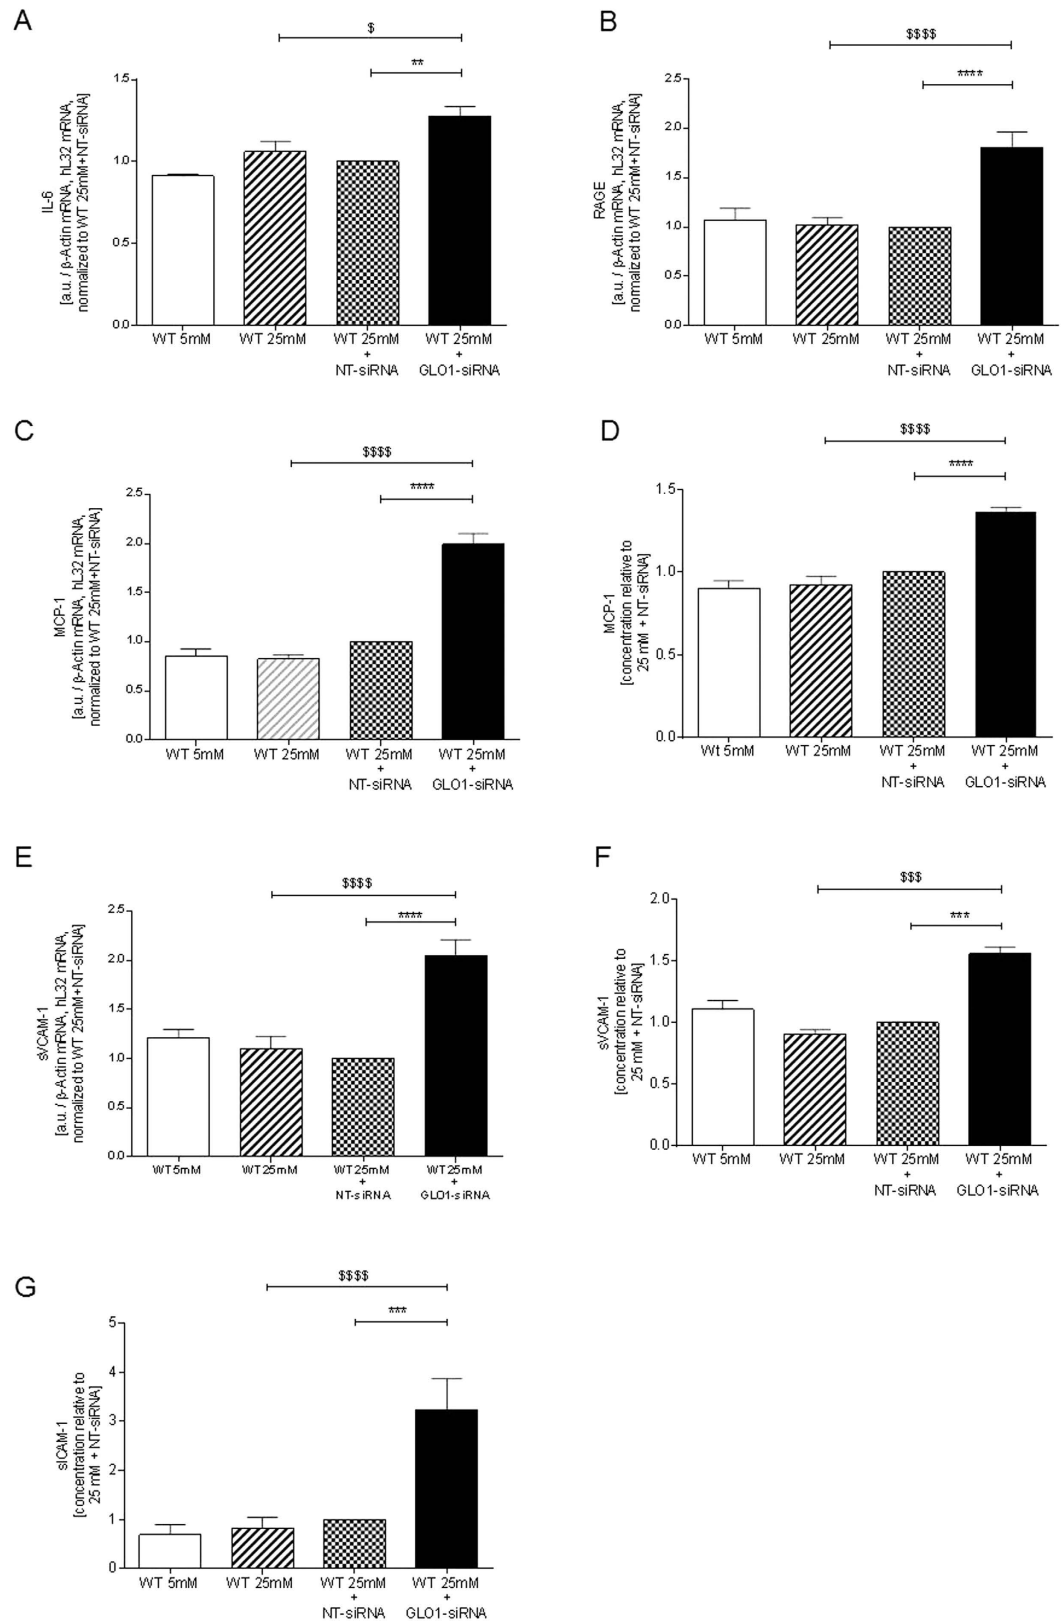 A
$
**
IL-6
[a.u. / β-Actin mRNA, hL32 mRNA,
normalized to WT 25mM+NT-siRNA]
1.5
1.0
0.5
0.0
WT 5mM WT 25mM WT 25mM WT 25mM
+ +
NT-siRNA GLO1-siRNA
B
$$$$
****
RAGE
[a.u. / β-Actin mRNA, hL32 mRNA,
normalized to WT 25mM+NT-siRNA]
2.5
2.0
1.5
1.0
0.5
0.0
WT 5mM WT 25mM WT 25mM WT 25mM
+ +
NT-siRNA GLO1-siRNA
C
$$$$
****
MCP-1
[a.u. / β-Actin mRNA, hL32 mRNA,
normalized to WT 25mM+NT-siRNA]
2.5
2.0
1.5
1.0
0.5
0.0
WT 5mM WT 25mM WT 25mM WT 25mM
+ +
NT-siRNA GLO1-siRNA
D
$$$$
****
MCP-1
[concentration relative to
25 mM + NT-siRNA]
1.5
1.0
0.5
0.0
Wt 5mM WT 25mM WT 25mM WT 25mM
+ +
NT-siRNA GLO1-siRNA
E
$$$$
****
sVCAM-1
[a.u. / β-Actin mRNA, hL32 mRNA,
normalized to WT 25mM+NT-siRNA]
2.5
2.0
1.5
1.0
0.5
0.0
WT 5mM WT25mM WT25mM WT 25mM
+ +
NT-siRNA GLO1-siRNA
F
$$$
***
sVCAM-1
[concentration relative to
25 mM + NT-siRNA]
2.0
1.5
1.0
0.5
0.0
WT 5mM WT 25mM WT 25mM WT 25mM
+ +
NT-siRNA GLO1-siRNA
G
$$$$
***
sICAM-1
[concentration relative to
25 mM + NT-siRNA]
5
4
3
2
1
0
WT 5mM WT 25mM WT 25mM WT 25mM
+ +
NT-siRNA GLO1-siRNA